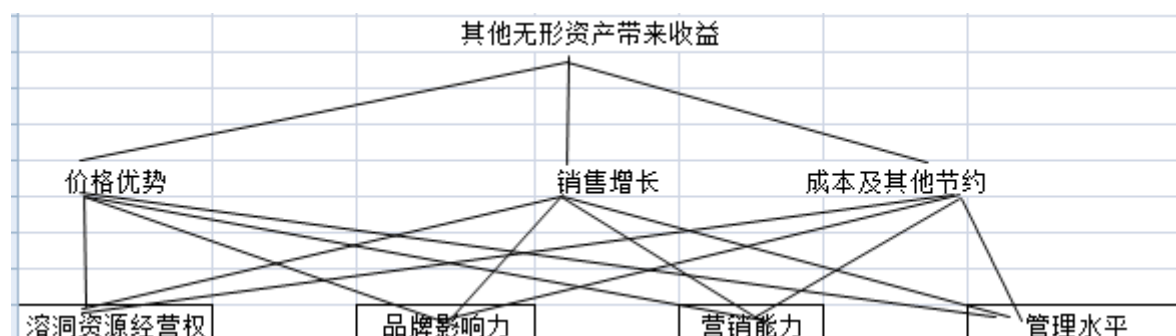 其他无形资产带来收益
价格优势 销售增长 成本及其他节约
溶洞资源经营权 品牌影响力 营销能力 管理水平